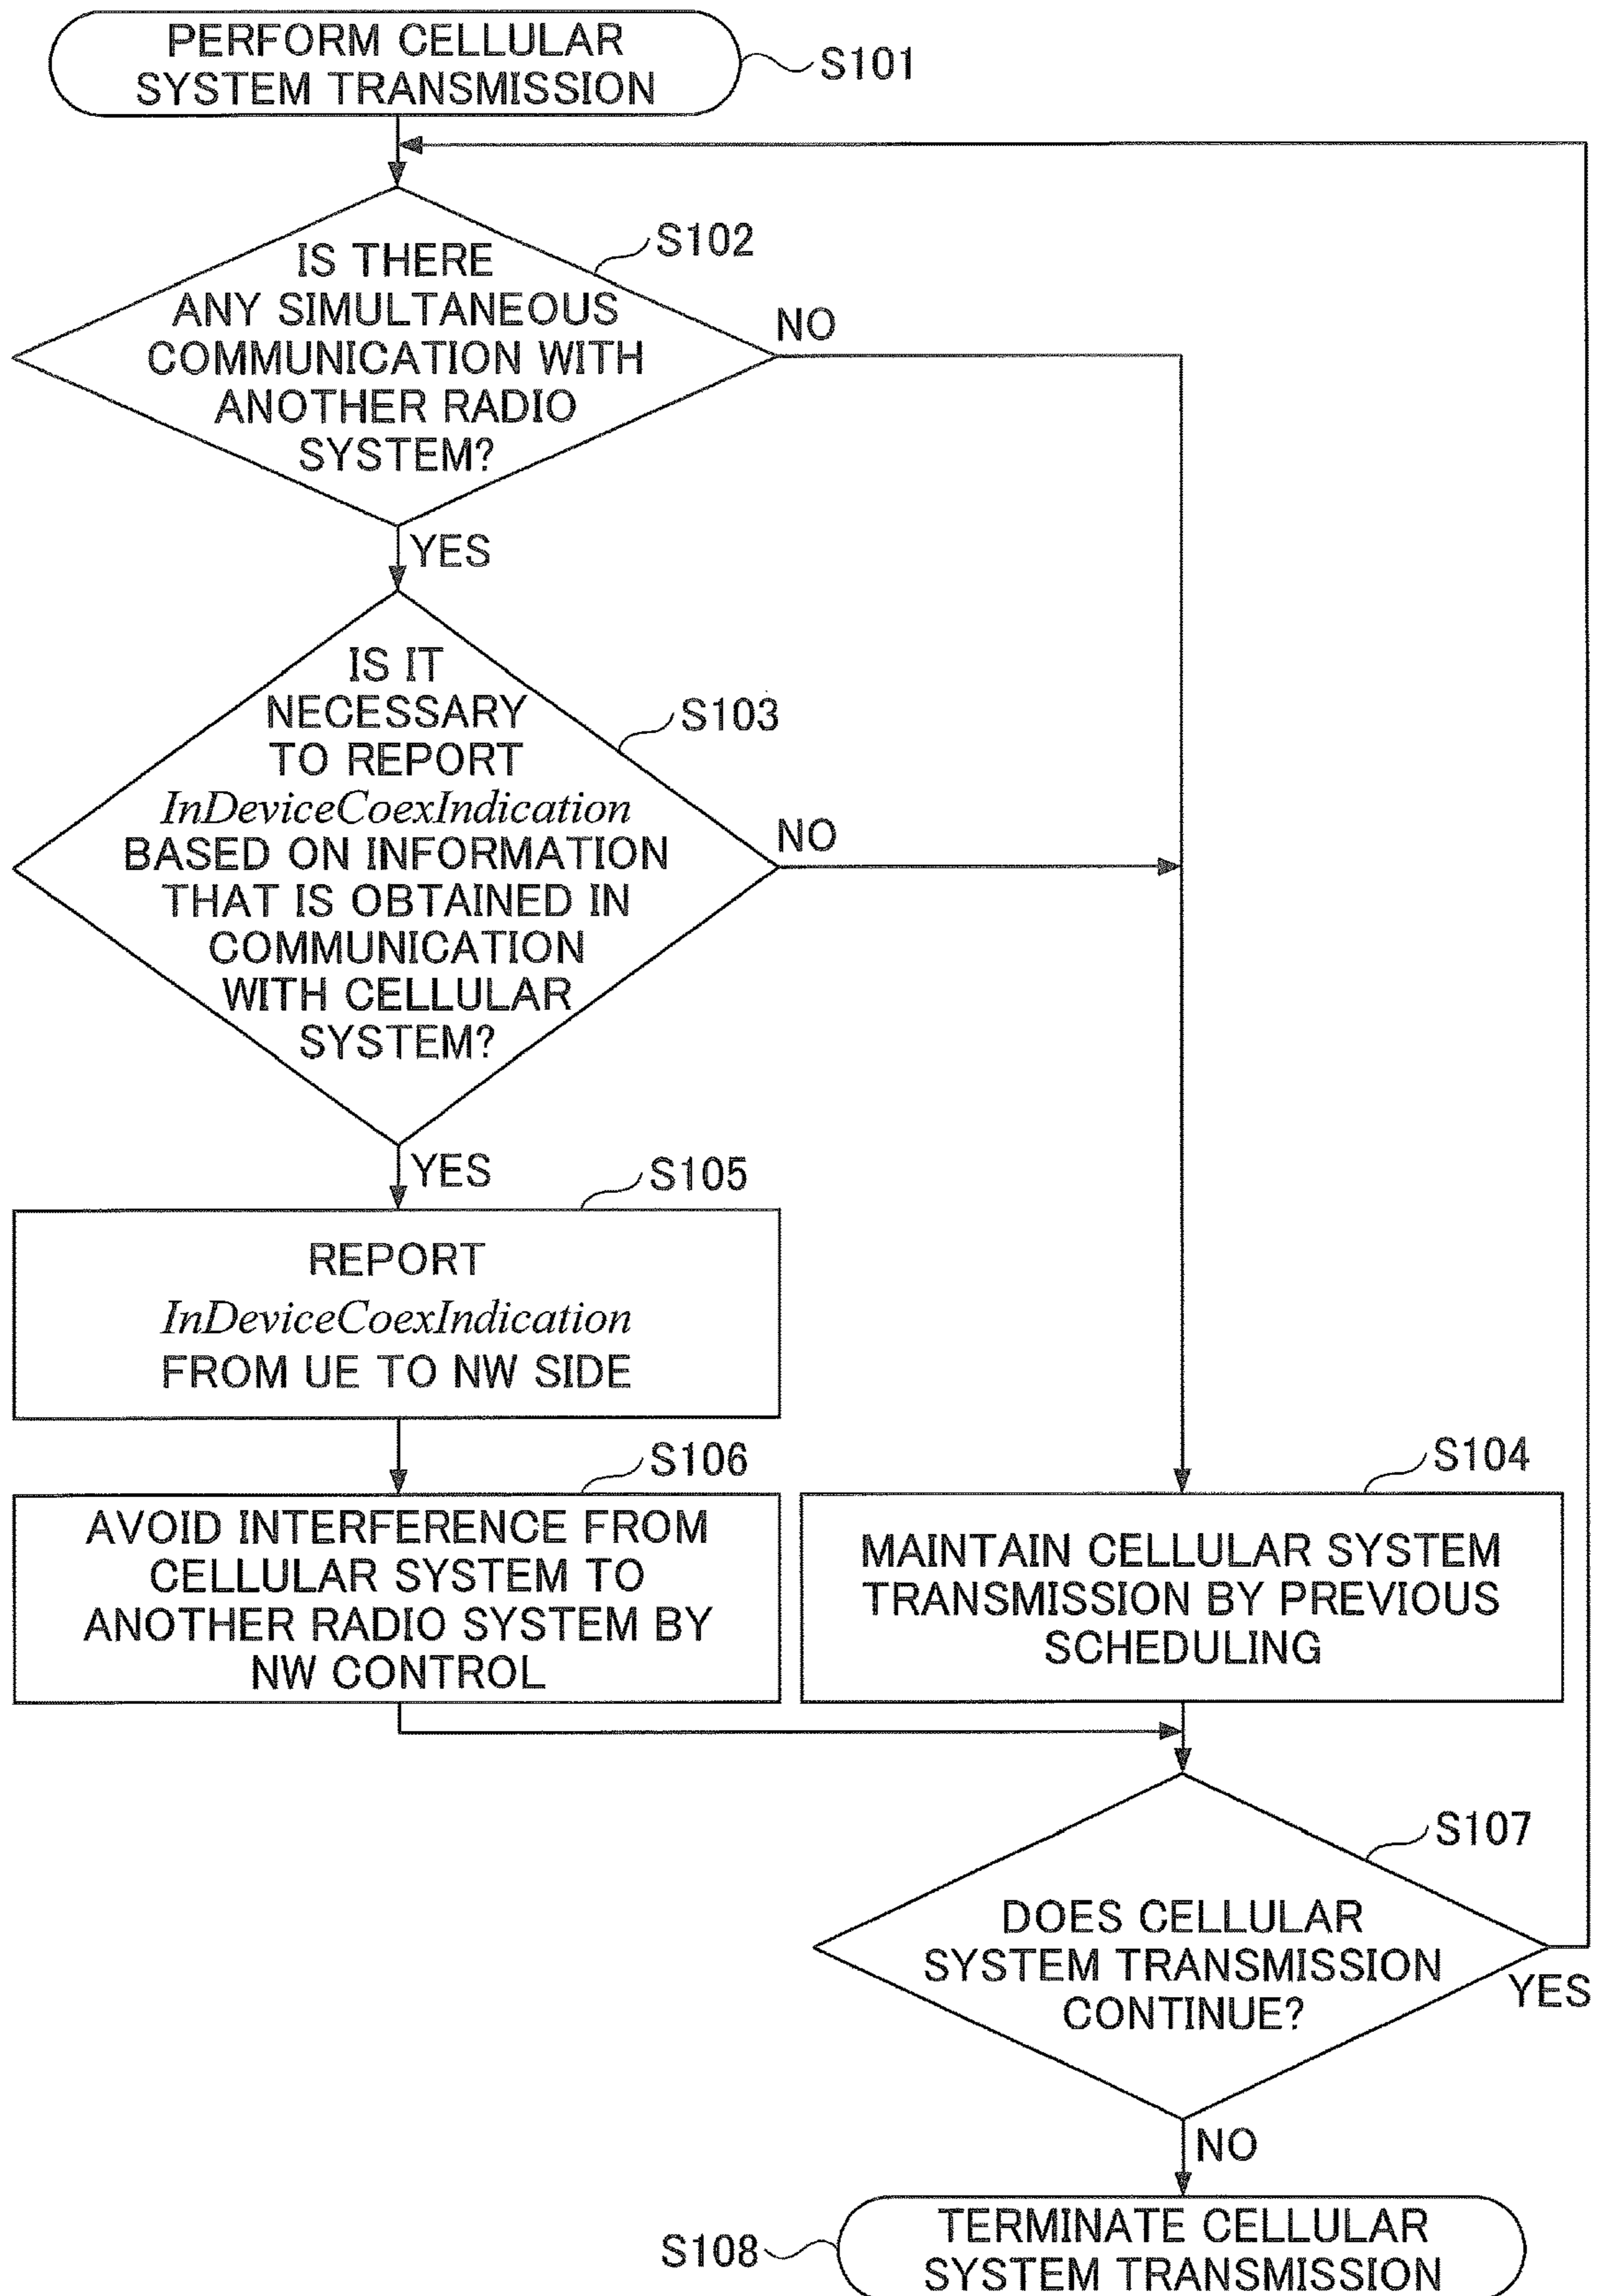 PERFORM CELLULAR
SYSTEM TRANSMISSION
S101
S102
IS THERE
ANY SIMULTANEOUS
COMMUNICATION WITH
ANOTHER RADIO
SYSTEM?
NO
YES
IS IT
NECESSARY
TO REPORT
InDeviceCoexIndication
BASED ON INFORMATION
THAT IS OBTAINED IN
COMMUNICATION
WITH CELLULAR
SYSTEM?
S103
NO
YES
S105
REPORT
InDeviceCoexIndication
FROM UE TO NW SIDE
S106
AVOID INTERFERENCE FROM
CELLULAR SYSTEM TO
ANOTHER RADIO SYSTEM BY
NW CONTROL
S104
MAINTAIN CELLULAR SYSTEM
TRANSMISSION BY PREVIOUS
SCHEDULING
S107
DOES CELLULAR
SYSTEM TRANSMISSION
CONTINUE?
YES
NO
S108
TERMINATE CELLULAR
SYSTEM TRANSMISSION